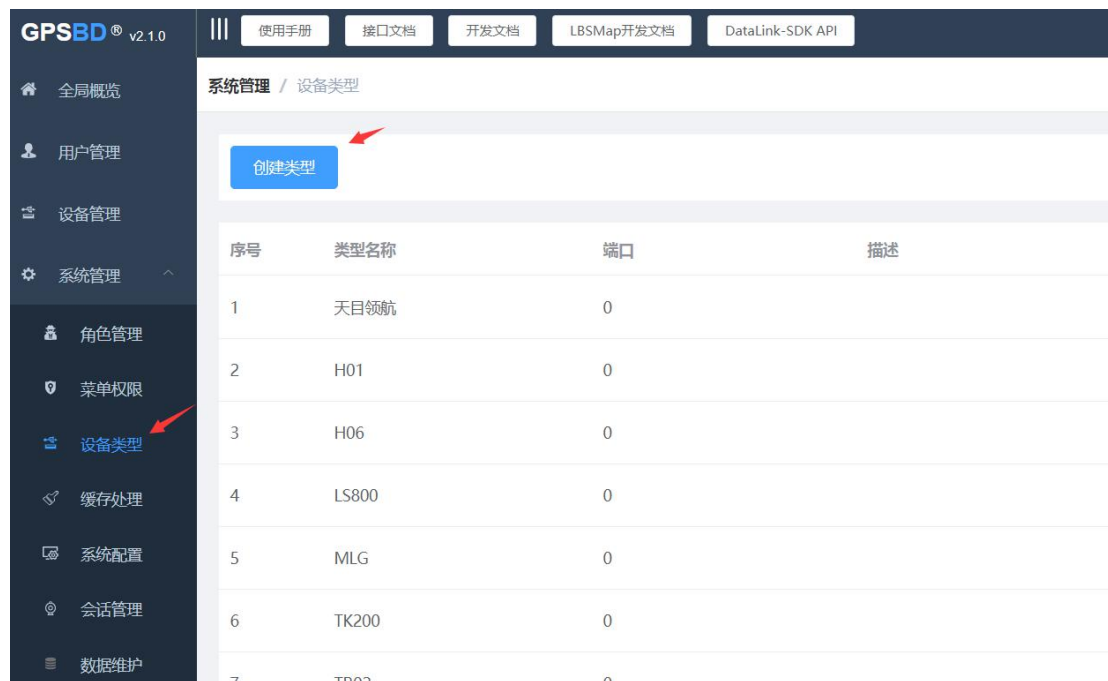 GPSBD® v2.1.0
使用手册 接口文档 开发文档 LBSMap开发文档 DataLink-SDK API
全局概览
用户管理
设备管理
系统管理
角色管理
菜单权限
设备类型
缓存处理
系统配置
会话管理
数据维护
系统管理 / 设备类型
创建类型
序号 类型名称 端口 描述
1 天目领航 0
2 H01 0
3 H06 0
4 LS800 0
5 MLG 0
6 TK200 0